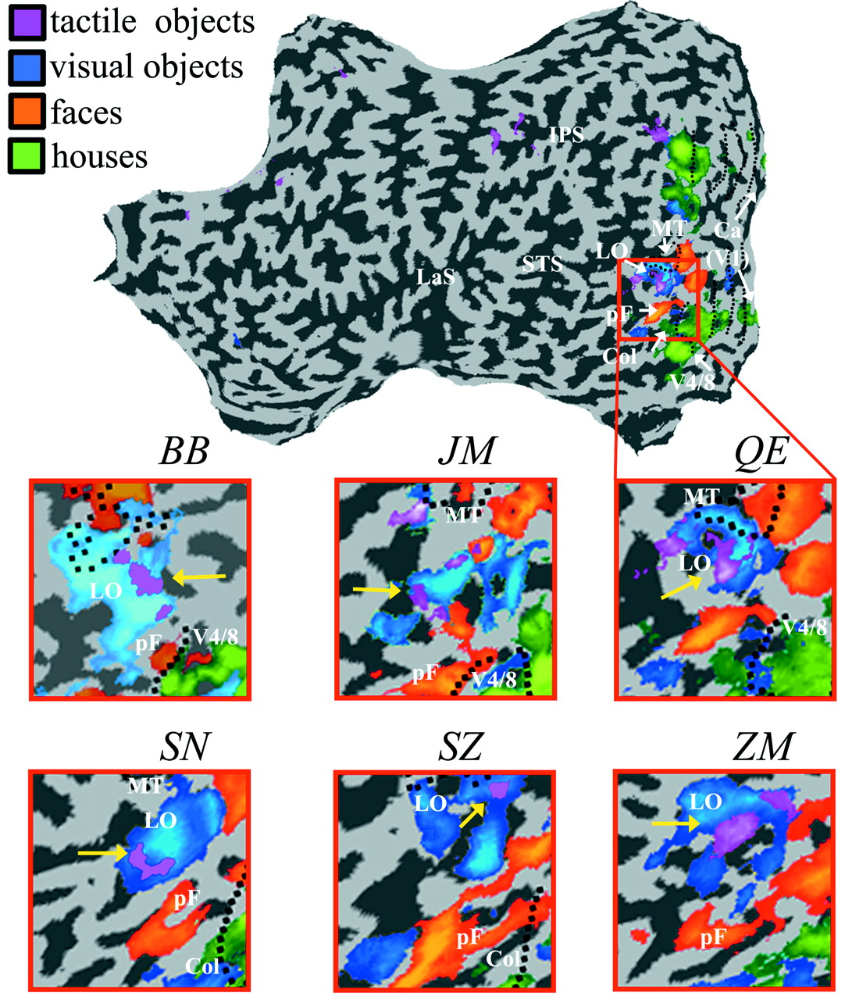 tactile objects
visual objects
faces
houses
IPS
MT
Ca
LO
(V1)
STS
LaS
pF
Col
V4/8
BB
JM
QE
LO
pF
V4/8
MT
pF
V4/8
MT
LO
V4/8
SN
SZ
ZM
MT
LO
pF
Col
LO
pF
Col
LO
pF